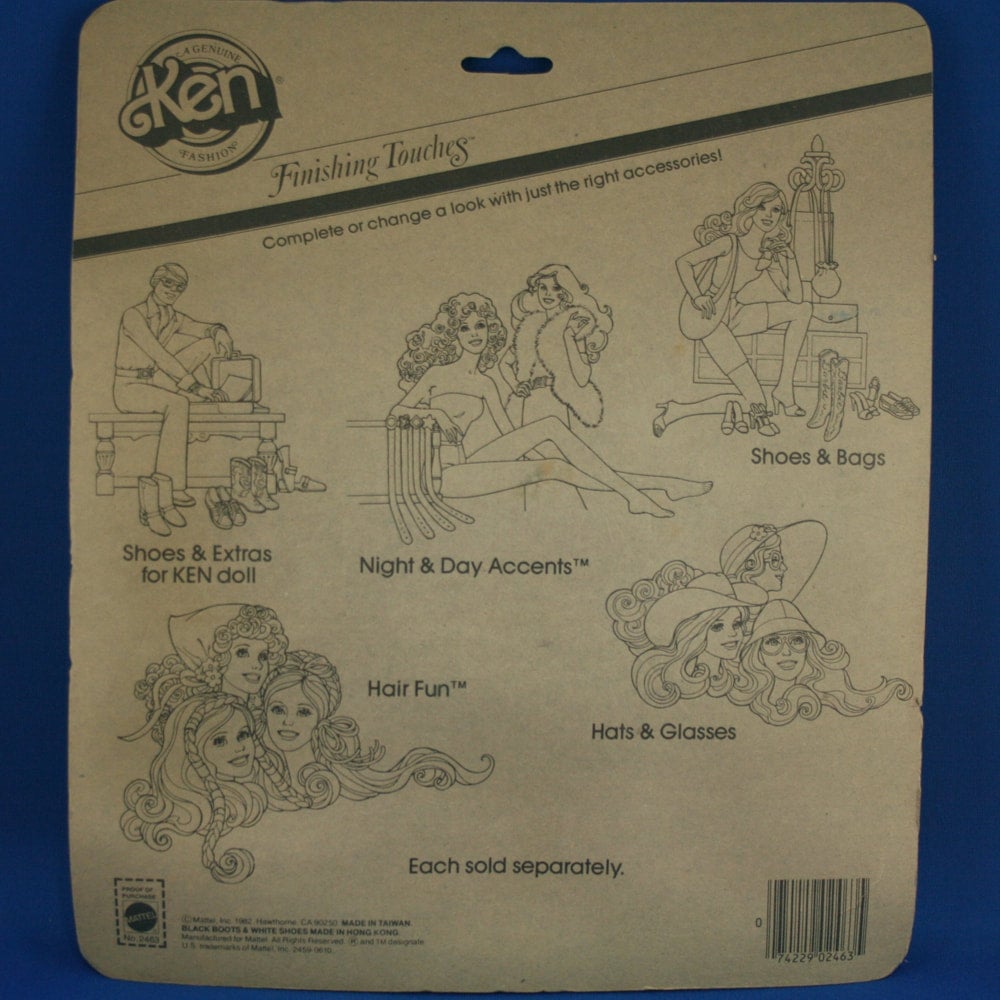 A GENUINE
Ken®
FASHION
Finishing Touches™
Complete or change a look with just the right accessories!
Shoes & Bags
Shoes & Extras
for KEN doll
Night & Day Accents™
Hair Fun™
Hats & Glasses
Each sold separately.
PROOF OF
PURCHASE
MATTEL
No. 2463
©Mattel, Inc. 1982, Hawthorne, CA 90250. MADE IN TAIWAN.
BLACK BOOTS & WHITE SHOES MADE IN HONG KONG.
Manufactured for Mattel. All Rights Reserved. ® and TM designate
U.S. trademarks of Mattel, Inc. 2459-0610.
0
74229 02463